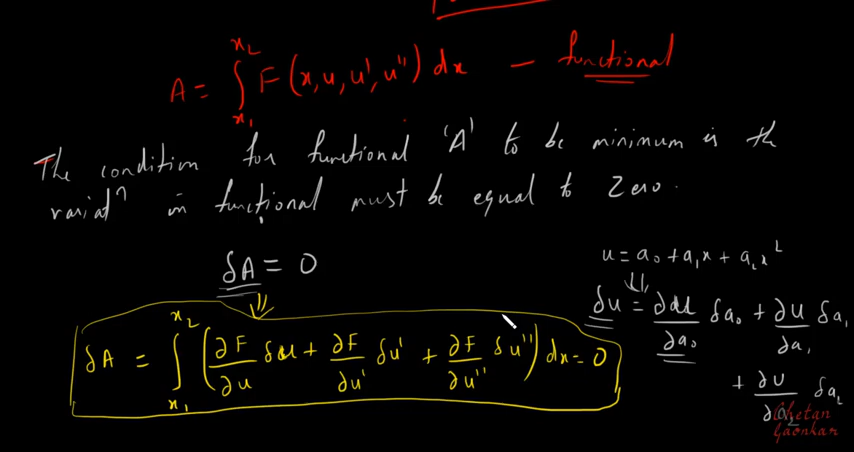 A = ∫_{x₁}^{x₂} F(x, u, u', u'') dx — functional
The condition for functional 'A' to be minimum is the
variatⁿ in functional must be equal to zero.
δA = 0
⇓
δA = ∫_{x₁}^{x₂} (∂F/∂u δu + ∂F/∂u' δu' + ∂F/∂u'' δu'') dx = 0
u = a₀ + a₁x + a₂x²
⇓
δu = ∂u/∂a₀ δa₀ + ∂u/∂a₁ δa₁
+ ∂u/∂a₂ δa₂
Chetan
Gaonkar